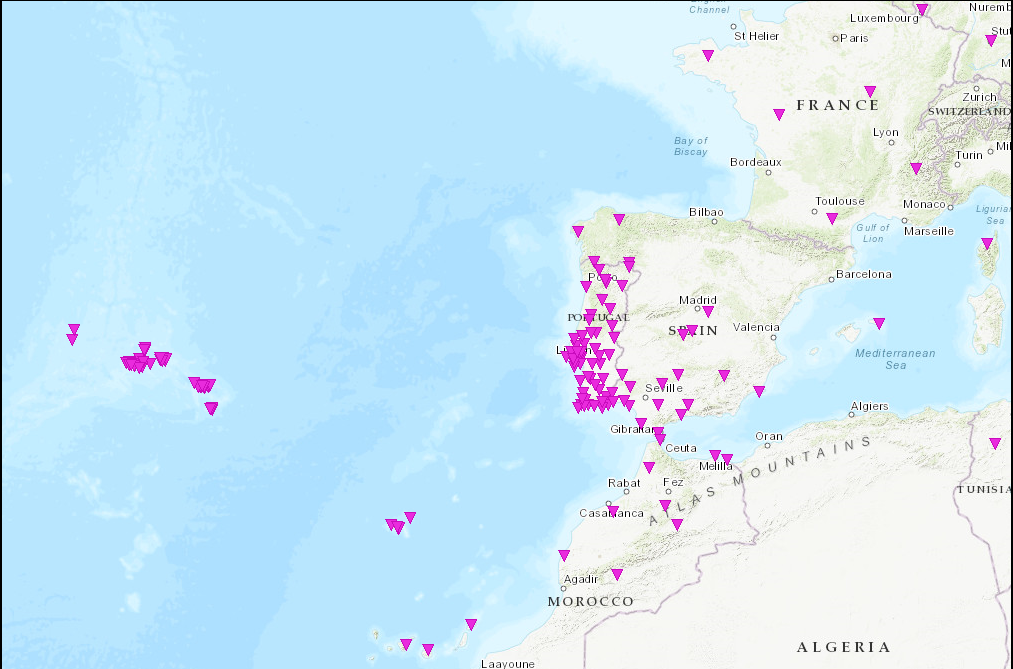 English
Channel
Luxembourg
Nuremb
St Helier
Paris
Stut
M
FRANCE
Zurich
SWITZERLAND
Bay of
Biscay
Lyon
Turin
Mil
Bordeaux
Toulouse
Monaco
Ligurian
Sea
Bilbao
Marseille
Gulf of
Lion
Barcelona
Porto
Madrid
PORTUGAL
SPAIN
Valencia
Mediterranean
Sea
Seville
Algiers
Gibraltar
Ceuta
Oran
Melilla
ATLAS MOUNTAINS
Rabat
Fez
TUNISIA
Casablanca
Agadir
MOROCCO
ALGERIA
Laayoune